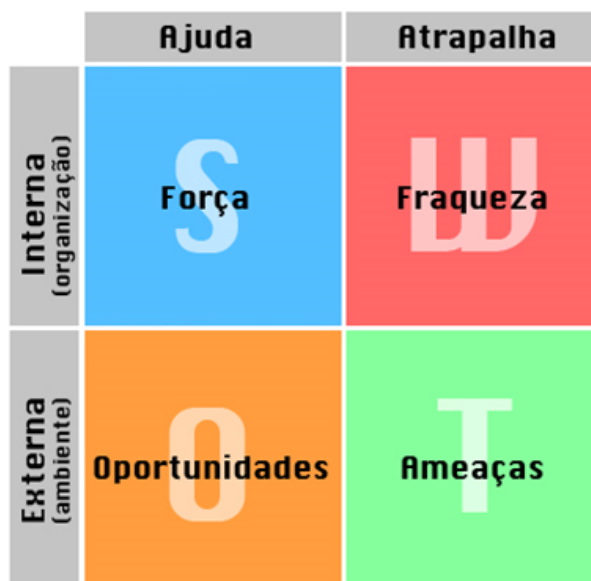 Ajuda
Atrapalha
Interna
(organização)
S
Força
W
Fraqueza
Externa
(ambiente)
O
Oportunidades
T
Ameaças